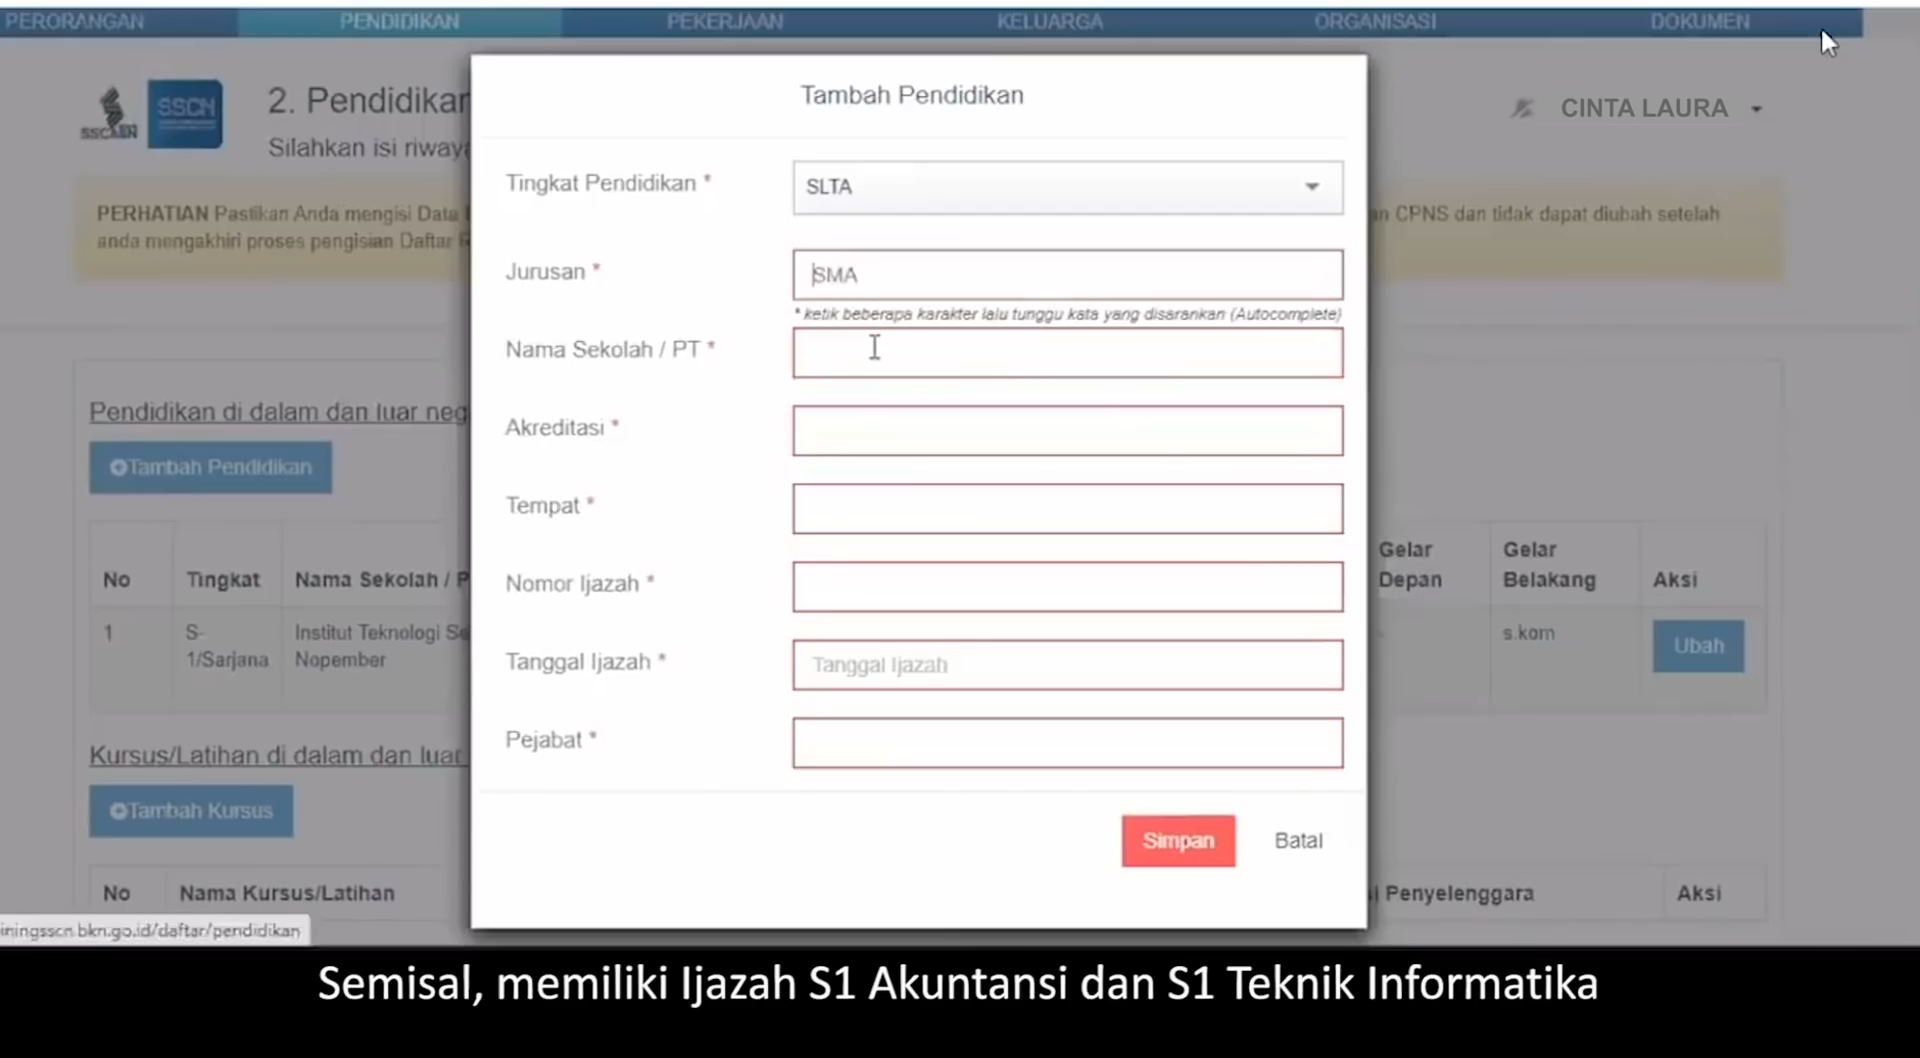 PERORANGAN PENDIDIKAN PEKERJAAN KELUARGA ORGANISASI DOKUMEN
SSCASN SSCN
2. Pendidikan
Silahkan isi riwaya
CINTA LAURA
PERHATIAN Pastikan Anda mengisi Data
an CPNS dan tidak dapat diubah setelah
anda mengakhiri proses pengisian Daftar R
Tambah Pendidikan
Tingkat Pendidikan * SLTA
Jurusan * SMA
* ketik beberapa karakter lalu tunggu kata yang disarankan (Autocomplete)
Nama Sekolah / PT *
Akreditasi *
Tempat *
Nomor Ijazah *
Tanggal Ijazah * Tanggal Ijazah
Pejabat *
Simpan Batal
Pendidikan di dalam dan luar neg
Tambah Pendidikan
No Tingkat Nama Sekolah / P Gelar Depan Gelar Belakang Aksi
1 S-1/Sarjana Institut Teknologi Se - s.kom Ubah
Nopember
Kursus/Latihan di dalam dan luar
Tambah Kursus
No Nama Kursus/Latihan Penyelenggara Aksi
iningsscn.bkn.go.id/daftar/pendidikan
Semisal, memiliki Ijazah S1 Akuntansi dan S1 Teknik Informatika